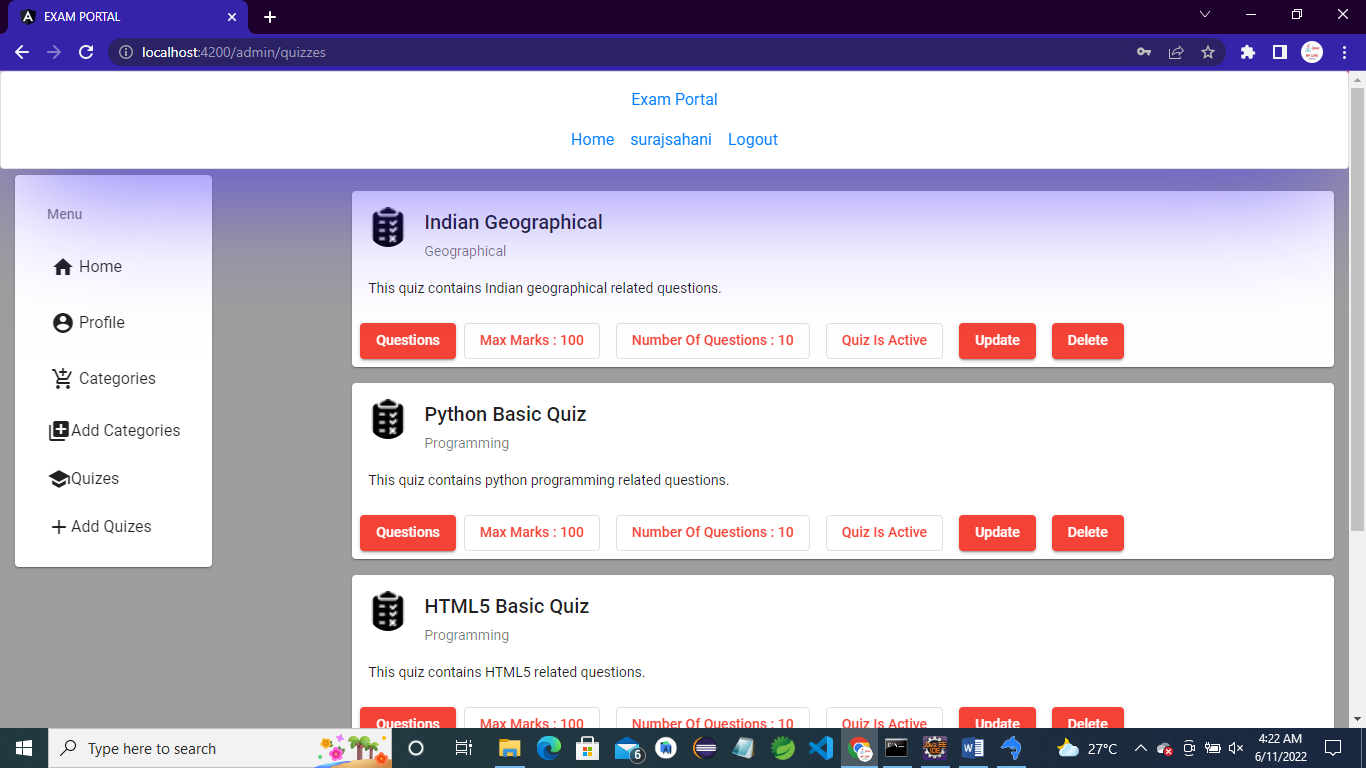 EXAM PORTAL
localhost:4200/admin/quizzes
Exam Portal
Home surajsahani Logout
Menu
Home
Profile
Categories
Add Categories
Quizes
Add Quizes
Indian Geographical
Geographical
This quiz contains Indian geographical related questions.
Questions Max Marks : 100 Number Of Questions : 10 Quiz Is Active Update Delete
Python Basic Quiz
Programming
This quiz contains python programming related questions.
Questions Max Marks : 100 Number Of Questions : 10 Quiz Is Active Update Delete
HTML5 Basic Quiz
Programming
This quiz contains HTML5 related questions.
Questions Max Marks : 100 Number Of Questions : 10 Quiz Is Active Update Delete
Type here to search
6
27°C
4:22 AM
6/11/2022